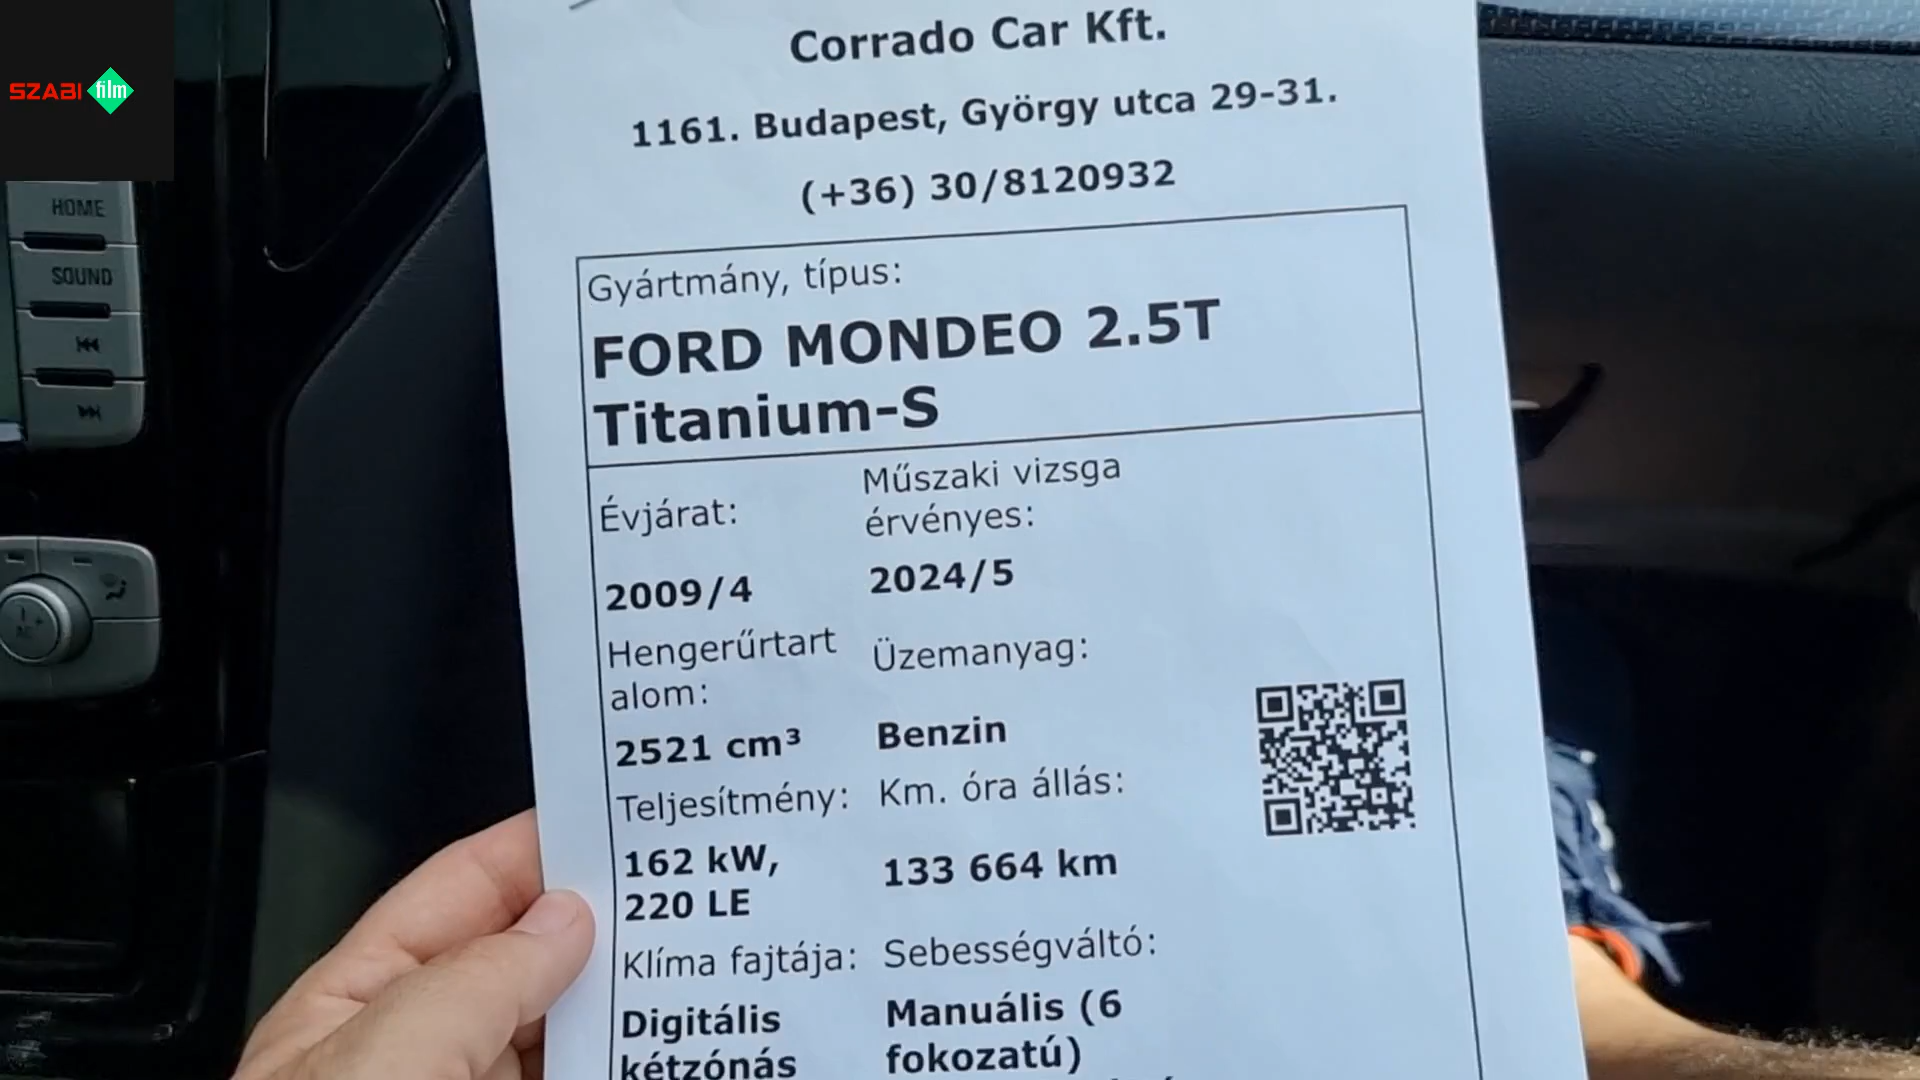 SZABI film
HOME
SOUND
Corrado Car Kft.
1161. Budapest, György utca 29-31.
(+36) 30/8120932
Gyártmány, típus:
FORD MONDEO 2.5T
Titanium-S
Évjárat:
Műszaki vizsga
érvényes:
2009/4
2024/5
Hengerűrtart
alom:
Üzemanyag:
2521 cm³
Benzin
Teljesítmény:
Km. óra állás:
162 kW,
220 LE
133 664 km
Klíma fajtája:
Sebességváltó:
Digitális
kétzónás
Manuális (6
fokozatú)